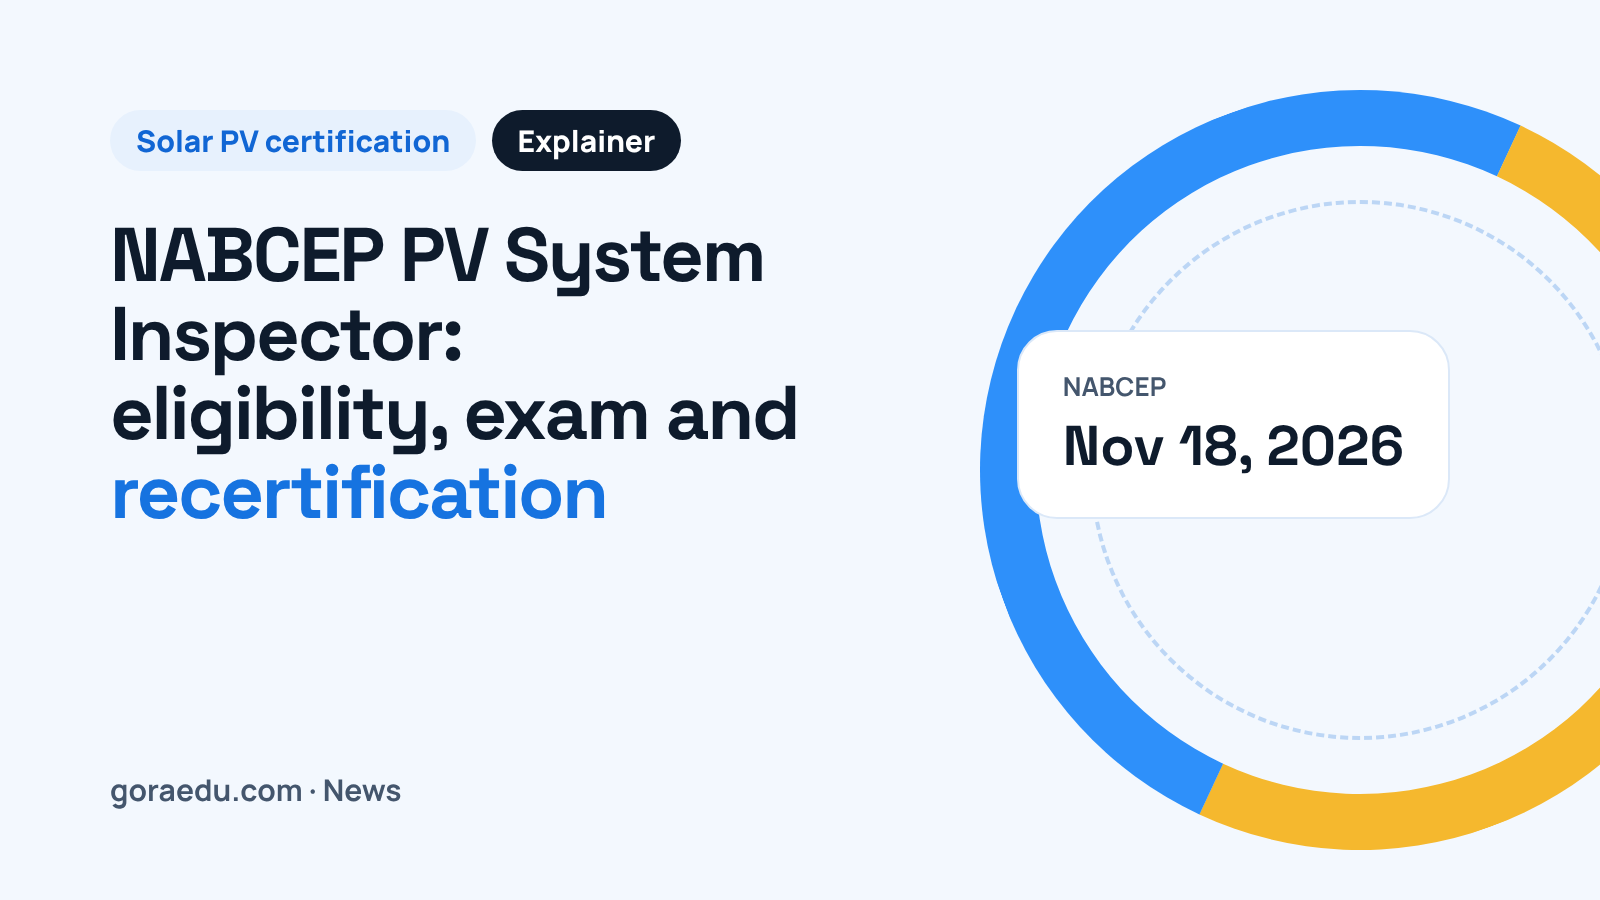 Solar PV certification
Explainer
NABCEP PV System
Inspector:
eligibility, exam and
recertification
NABCEP
Nov 18, 2026
goraedu.com · News